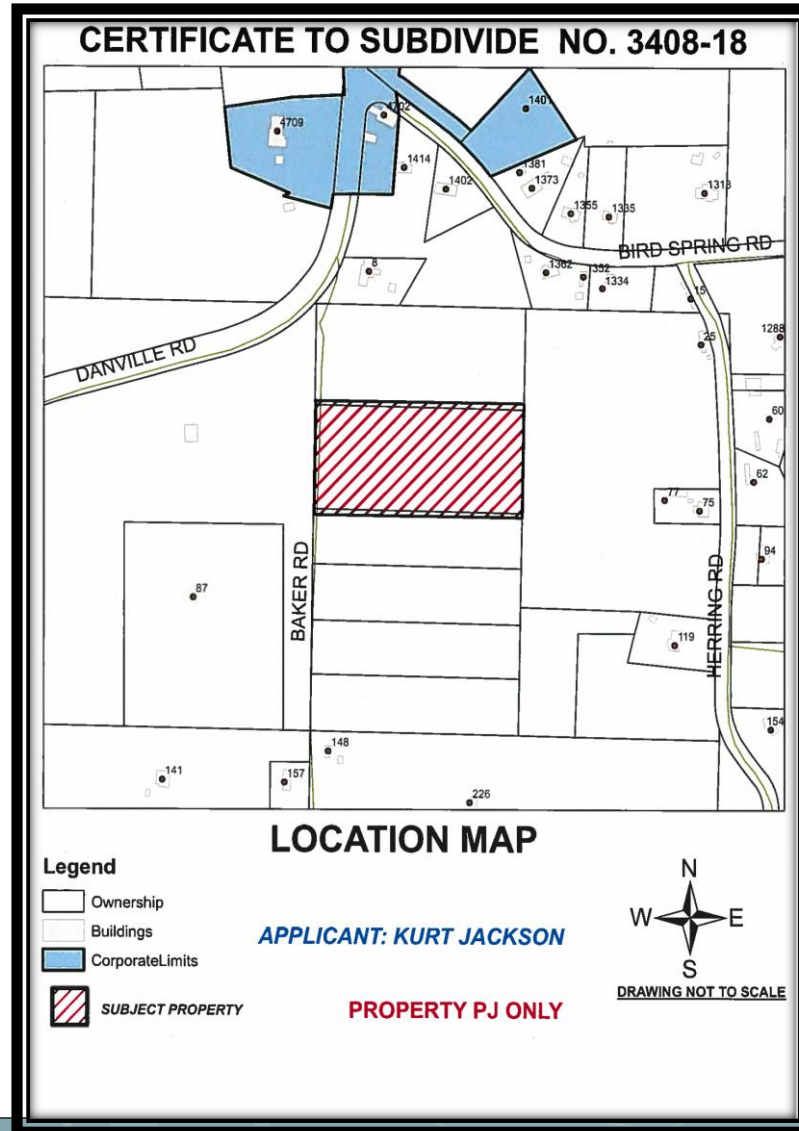 CERTIFICATE TO SUBDIVIDE NO. 3408-18
4709
4702
1401
1414
1402
1381
1373
1355
1335
1313
BIRD SPRING RD
8
1362
1352
1334
15
25
1288
DANVILLE RD
60
62
77
75
94
87
BAKER RD
HERRING RD
119
154
148
141
157
226
LOCATION MAP
Legend
Ownership
Buildings
CorporateLimits
SUBJECT PROPERTY
APPLICANT: KURT JACKSON
PROPERTY PJ ONLY
N
W E
S
DRAWING NOT TO SCALE